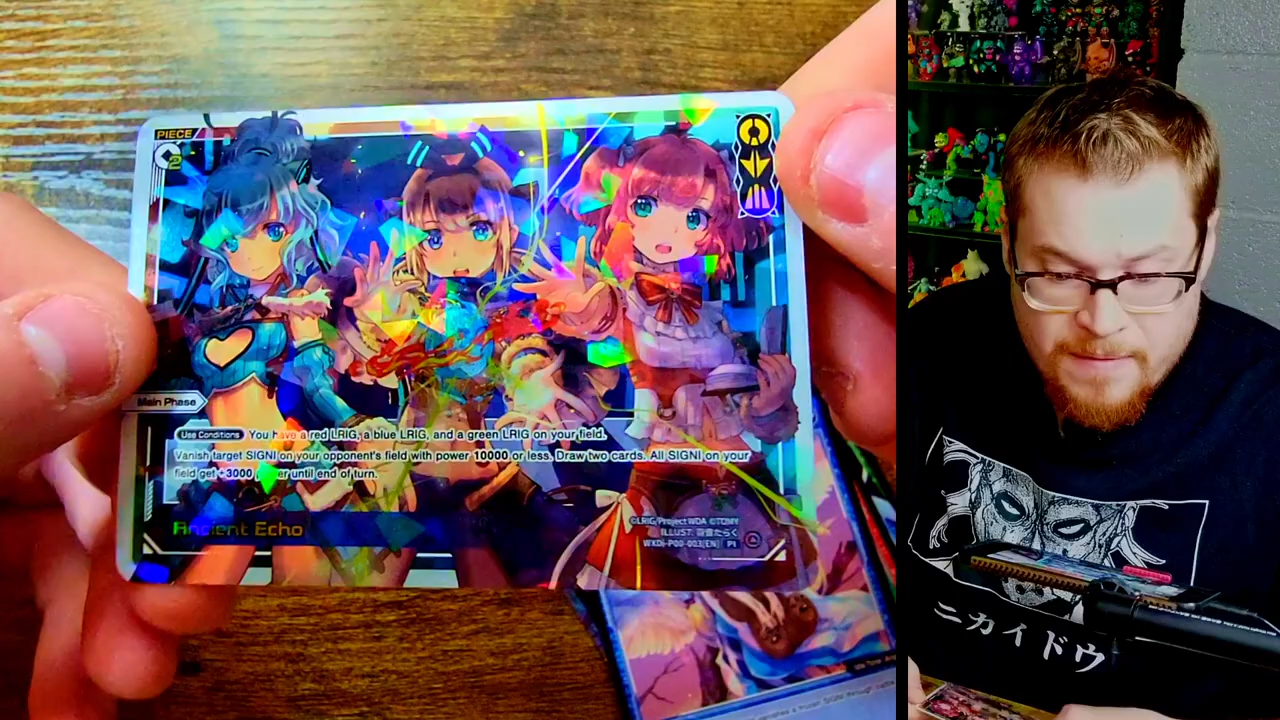 PIECE
2
Main Phase
Use Conditions You have a red LRIG, a blue LRIG, and a green LRIG on your field.
Vanish target SIGNI on your opponent's field with power 10000 or less. Draw two cards. All SIGNI on your
field get +3000 power until end of turn.
Ancient Echo
©LRIG/Project WDA ©TOMY
ILLUST:
WXDi-P00-003[EN] PI
ニカイドウ